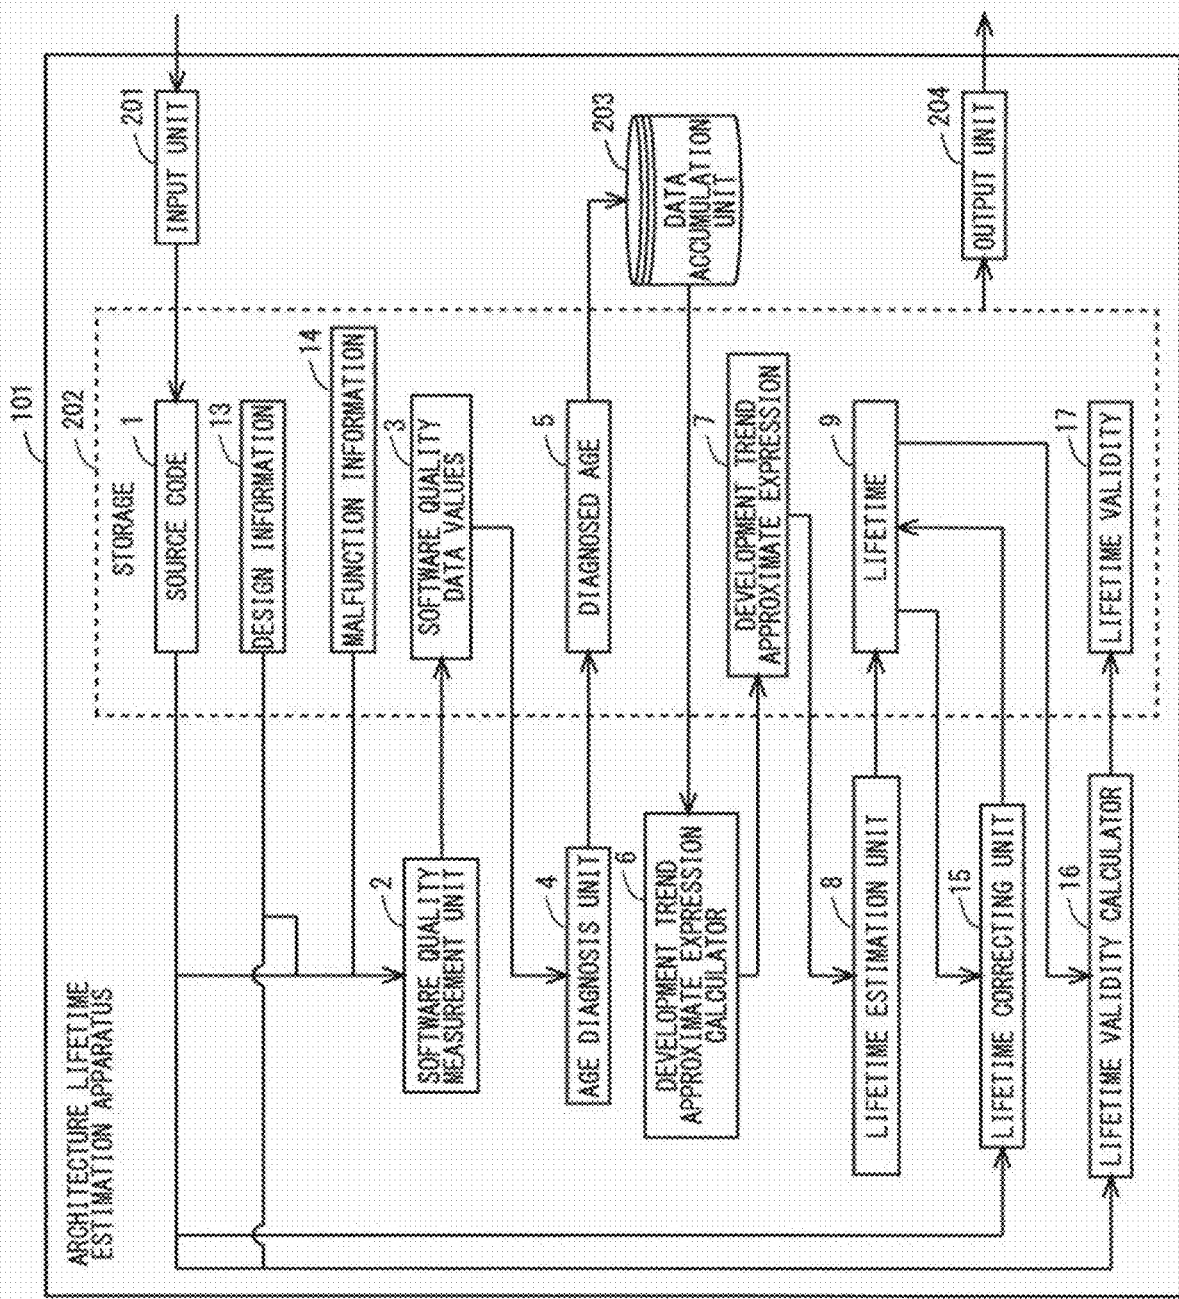 ARCHITECTURE LIFETIME
ESTIMATION APPARATUS
101
STORAGE
202
SOURCE CODE
1
INPUT UNIT
201
DESIGN INFORMATION
13
MALFUNCTION INFORMATION
14
SOFTWARE QUALITY
MEASUREMENT UNIT
2
SOFTWARE QUALITY
DATA VALUES
3
AGE DIAGNOSIS UNIT
4
DIAGNOSED AGE
5
DATA
ACCUMULATION
UNIT
203
DEVELOPMENT TREND
APPROXIMATE EXPRESSION
CALCULATOR
6
DEVELOPMENT TREND
APPROXIMATE EXPRESSION
7
LIFETIME ESTIMATION UNIT
8
LIFETIME
9
LIFETIME CORRECTING UNIT
15
OUTPUT UNIT
204
LIFETIME VALIDITY CALCULATOR
16
LIFETIME VALIDITY
17